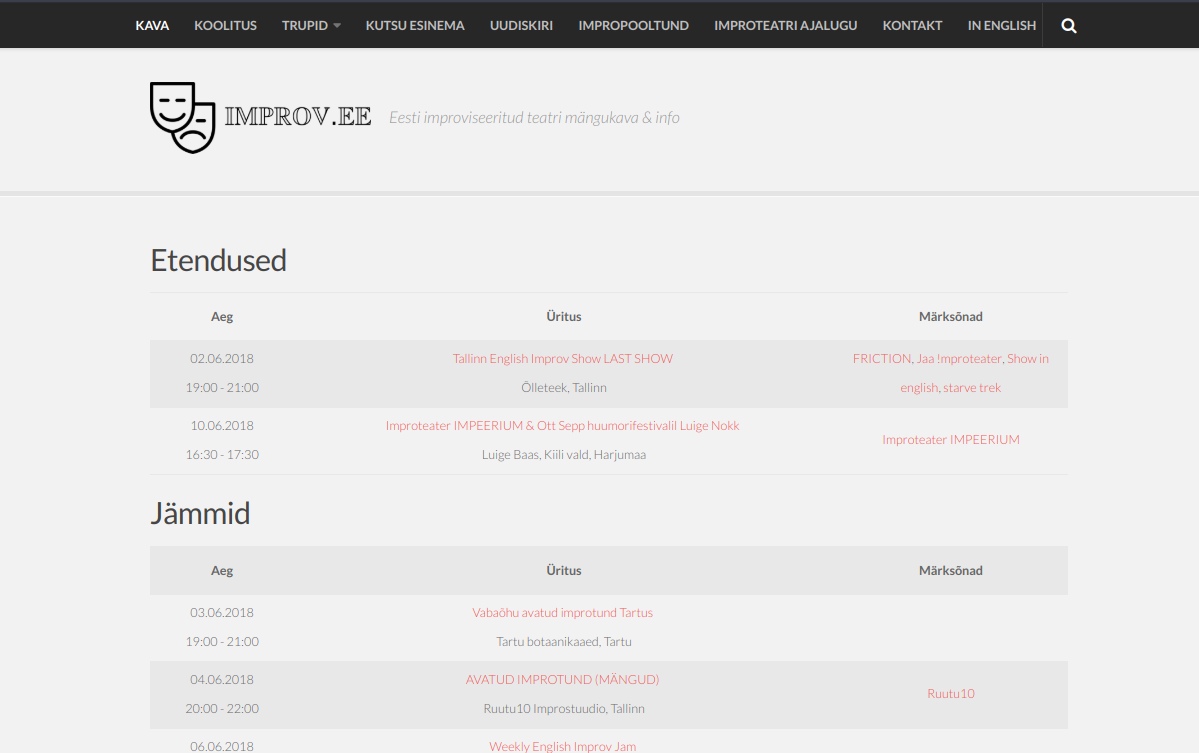 KAVA KOOLITUS TRUPID KUTSU ESINEMA UUDISKIRI IMPROPOOLTUND IMPROTEATRI AJALUGU KONTAKT IN ENGLISH
IMPROV.EE Eesti improviseeritud teatri mängukava & info
Etendused
Aeg Üritus Märksõnad
02.06.2018 Tallinn English Improv Show LAST SHOW FRICTION, Jaa !mproteater, Show in
19:00 - 21:00 Õlleteek, Tallinn english, starve trek
10.06.2018 Improteater IMPEERIUM & Ott Sepp huumorifestivalil Luige Nokk
Improteater IMPEERIUM
16:30 - 17:30 Luige Baas, Kiili vald, Harjumaa
Jämmid
Aeg Üritus Märksõnad
03.06.2018 Vabaõhu avatud improtund Tartus
19:00 - 21:00 Tartu botaanikaaed, Tartu
04.06.2018 AVATUD IMPROTUND (MÄNGUD)
Ruutu10
20:00 - 22:00 Ruutu10 Improstuudio, Tallinn
06.06.2018 Weekly English Improv Jam